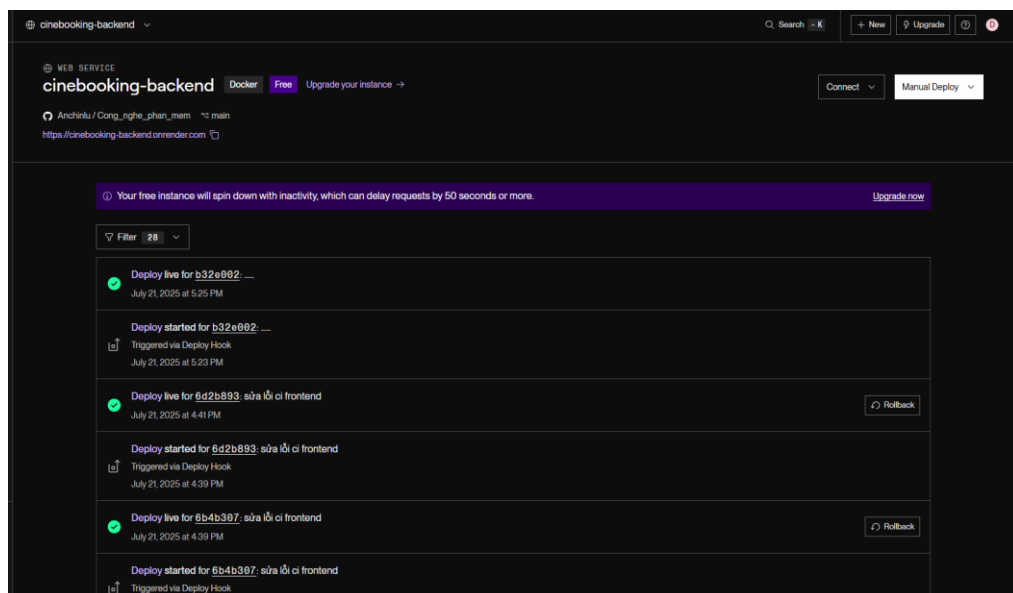 cinebooking-backend
Search K
+ New
Upgrade
D
WEB SERVICE
cinebooking-backend Docker Free Upgrade your instance →
Connect
Manual Deploy
Anchinlu / Cong_nghe_phan_mem main
https://cinebooking-backend.onrender.com
Your free instance will spin down with inactivity, which can delay requests by 50 seconds or more. Upgrade now
Filter 28
Deploy live for b32e002: ....
July 21, 2025 at 5:25 PM
Deploy started for b32e002: ....
Triggered via Deploy Hook
July 21, 2025 at 5:23 PM
Deploy live for 6d2b893: sửa lỗi ci frontend
July 21, 2025 at 4:41 PM
Rollback
Deploy started for 6d2b893: sửa lỗi ci frontend
Triggered via Deploy Hook
July 21, 2025 at 4:39 PM
Deploy live for 6b4b307: sửa lỗi ci frontend
July 21, 2025 at 4:39 PM
Rollback
Deploy started for 6b4b307: sửa lỗi ci frontend
Triggered via Deploy Hook